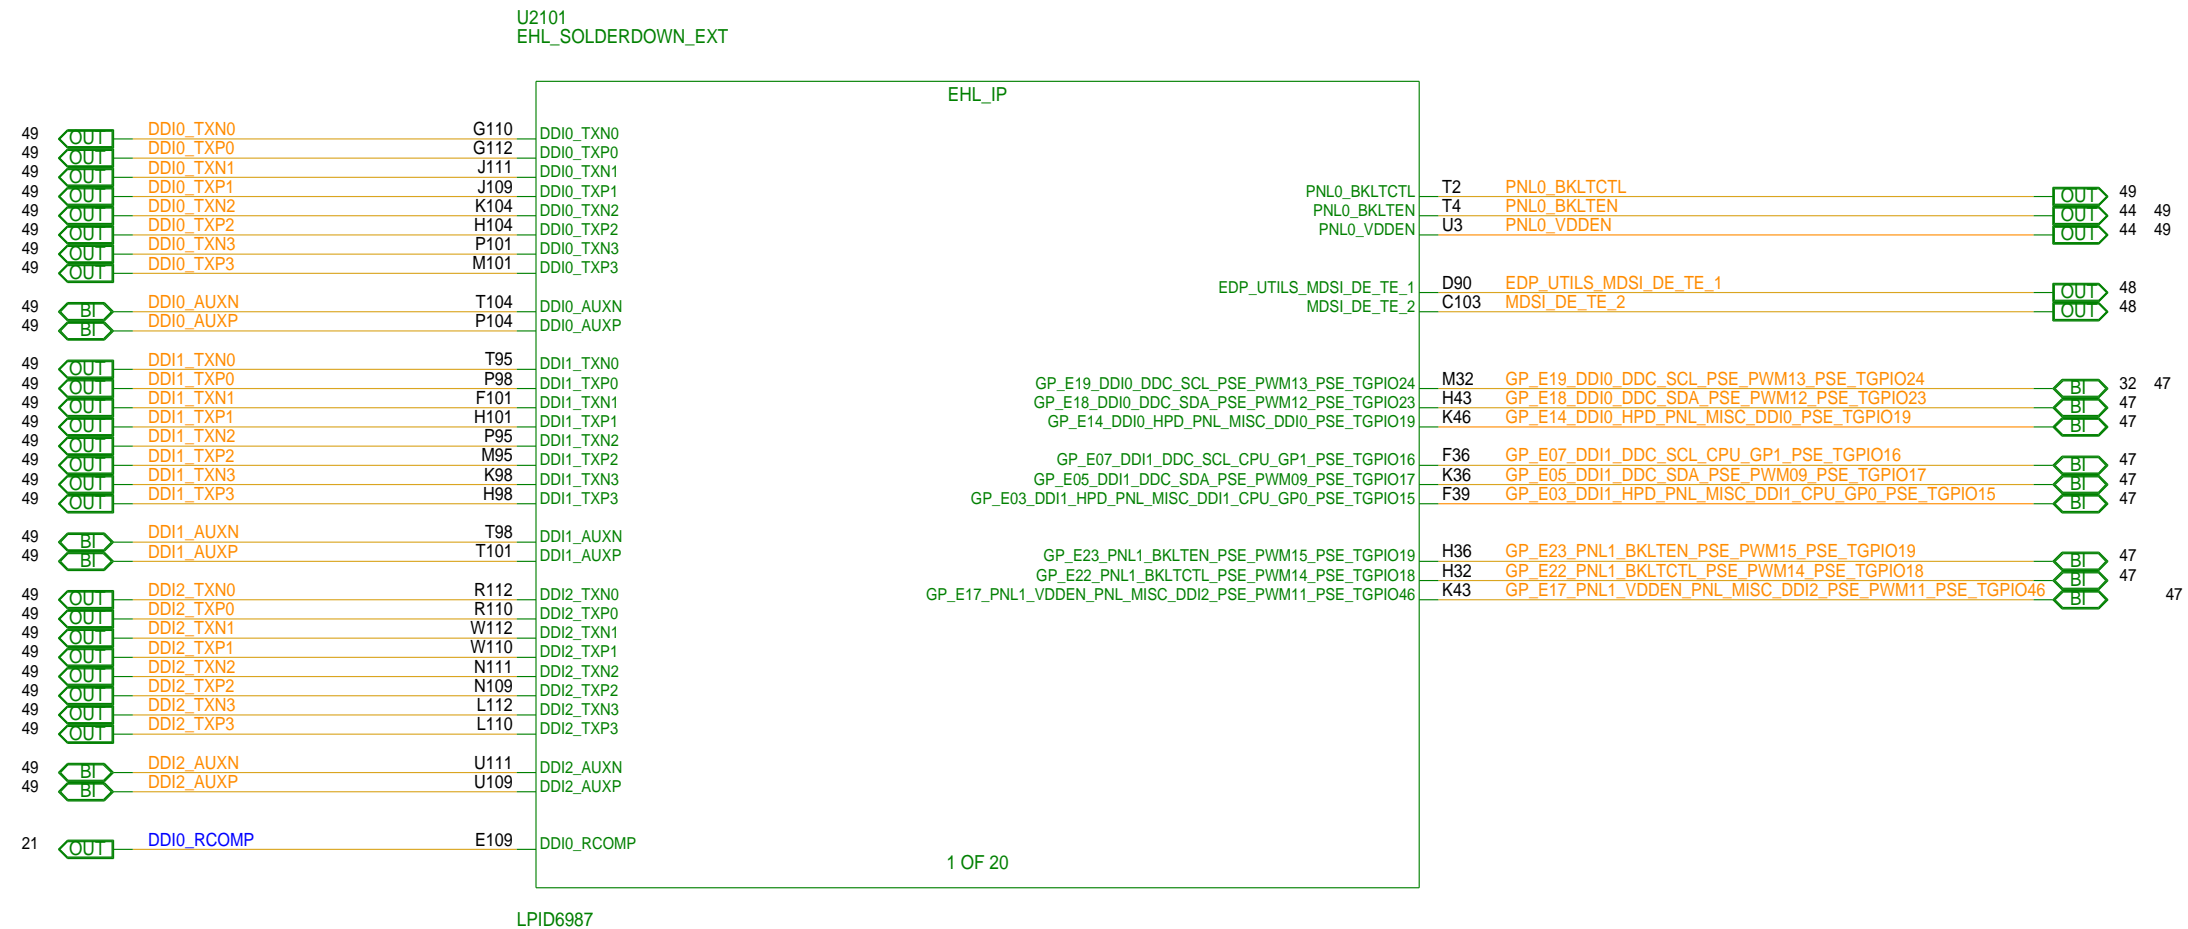 U2101
EHL_SOLDERDOWN_EXT
EHL_IP
49 OUT DDI0_TXN0 G110 DDI0_TXN0
49 OUT DDI0_TXP0 G112 DDI0_TXP0
49 OUT DDI0_TXN1 J111 DDI0_TXN1
49 OUT DDI0_TXP1 J109 DDI0_TXP1
49 OUT DDI0_TXN2 K104 DDI0_TXN2
49 OUT DDI0_TXP2 H104 DDI0_TXP2
49 OUT DDI0_TXN3 P101 DDI0_TXN3
49 OUT DDI0_TXP3 M101 DDI0_TXP3
49 BI DDI0_AUXN T104 DDI0_AUXN
49 BI DDI0_AUXP P104 DDI0_AUXP
49 OUT DDI1_TXN0 T95 DDI1_TXN0
49 OUT DDI1_TXP0 P98 DDI1_TXP0
49 OUT DDI1_TXN1 F101 DDI1_TXN1
49 OUT DDI1_TXP1 H101 DDI1_TXP1
49 OUT DDI1_TXN2 P95 DDI1_TXN2
49 OUT DDI1_TXP2 M95 DDI1_TXP2
49 OUT DDI1_TXN3 K98 DDI1_TXN3
49 OUT DDI1_TXP3 H98 DDI1_TXP3
49 BI DDI1_AUXN T98 DDI1_AUXN
49 BI DDI1_AUXP T101 DDI1_AUXP
49 OUT DDI2_TXN0 R112 DDI2_TXN0
49 OUT DDI2_TXP0 R110 DDI2_TXP0
49 OUT DDI2_TXN1 W112 DDI2_TXN1
49 OUT DDI2_TXP1 W110 DDI2_TXP1
49 OUT DDI2_TXN2 N111 DDI2_TXN2
49 OUT DDI2_TXP2 N109 DDI2_TXP2
49 OUT DDI2_TXN3 L112 DDI2_TXN3
49 OUT DDI2_TXP3 L110 DDI2_TXP3
49 BI DDI2_AUXN U111 DDI2_AUXN
49 BI DDI2_AUXP U109 DDI2_AUXP
21 OUT DDI0_RCOMP E109 DDI0_RCOMP
PNL0_BKLTCTL T2 PNL0_BKLTCTL OUT 49
PNL0_BKLTEN T4 PNL0_BKLTEN OUT 44 49
PNL0_VDDEN U3 PNL0_VDDEN OUT 44 49
EDP_UTILS_MDSI_DE_TE_1 D90 EDP_UTILS_MDSI_DE_TE_1 OUT 48
MDSI_DE_TE_2 C103 MDSI_DE_TE_2 OUT 48
GP_E19_DDI0_DDC_SCL_PSE_PWM13_PSE_TGPIO24 M32 GP_E19_DDI0_DDC_SCL_PSE_PWM13_PSE_TGPIO24 BI 32 47
GP_E18_DDI0_DDC_SDA_PSE_PWM12_PSE_TGPIO23 H43 GP_E18_DDI0_DDC_SDA_PSE_PWM12_PSE_TGPIO23 BI 47
GP_E14_DDI0_HPD_PNL_MISC_DDI0_PSE_TGPIO19 K46 GP_E14_DDI0_HPD_PNL_MISC_DDI0_PSE_TGPIO19 BI 47
GP_E07_DDI1_DDC_SCL_CPU_GP1_PSE_TGPIO16 F36 GP_E07_DDI1_DDC_SCL_CPU_GP1_PSE_TGPIO16 BI 47
GP_E05_DDI1_DDC_SDA_PSE_PWM09_PSE_TGPIO17 K36 GP_E05_DDI1_DDC_SDA_PSE_PWM09_PSE_TGPIO17 BI 47
GP_E03_DDI1_HPD_PNL_MISC_DDI1_CPU_GP0_PSE_TGPIO15 F39 GP_E03_DDI1_HPD_PNL_MISC_DDI1_CPU_GP0_PSE_TGPIO15 BI 47
GP_E23_PNL1_BKLTEN_PSE_PWM15_PSE_TGPIO19 H36 GP_E23_PNL1_BKLTEN_PSE_PWM15_PSE_TGPIO19 BI 47
GP_E22_PNL1_BKLTCTL_PSE_PWM14_PSE_TGPIO18 H32 GP_E22_PNL1_BKLTCTL_PSE_PWM14_PSE_TGPIO18 BI 47
GP_E17_PNL1_VDDEN_PNL_MISC_DDI2_PSE_PWM11_PSE_TGPIO46 K43 GP_E17_PNL1_VDDEN_PNL_MISC_DDI2_PSE_PWM11_PSE_TGPIO46 BI 47
1 OF 20
LPID6987